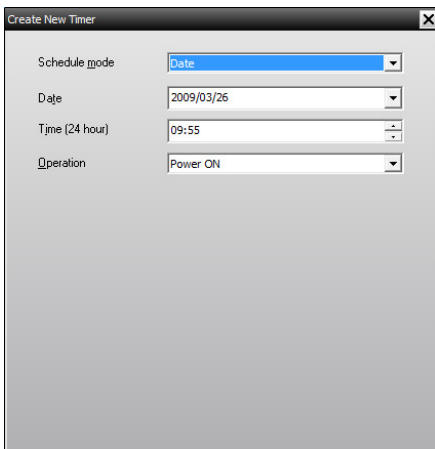 Create New Timer
Schedule mode Date
Date 2009/03/26
Time (24 hour) 09:55
Operation Power ON